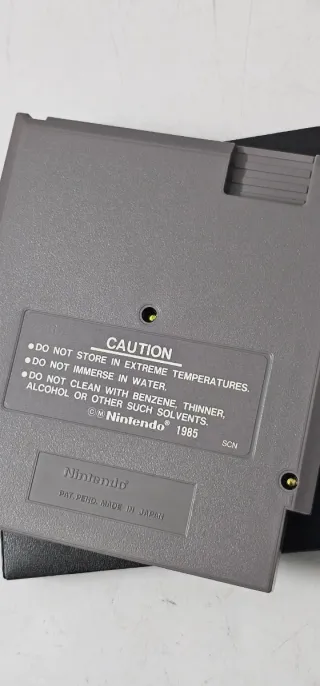 CAUTION
●DO NOT STORE IN EXTREME TEMPERATURES.
●DO NOT IMMERSE IN WATER.
●DO NOT CLEAN WITH BENZENE, THINNER,
ALCOHOL OR OTHER SUCH SOLVENTS.
©Ⓜ Nintendo® 1985
SCN
Nintendo®
PAT. PEND. MADE IN JAPAN